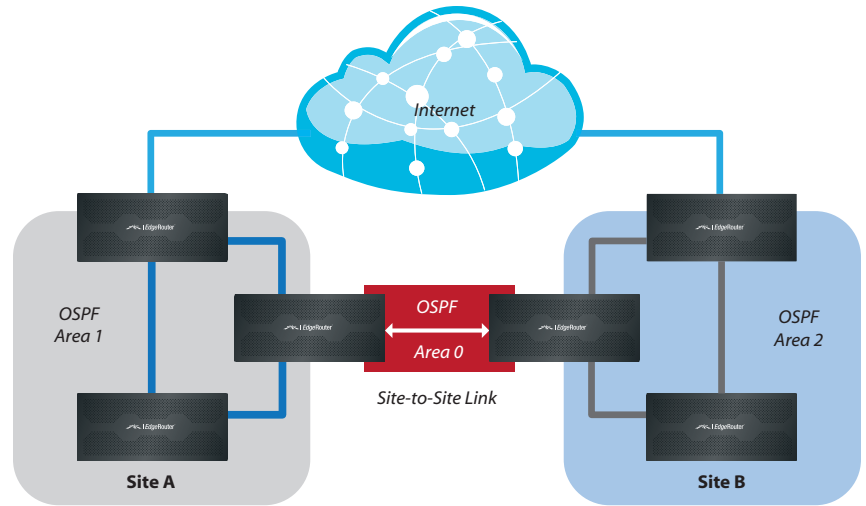 Internet
EdgeRouter
EdgeRouter
OSPF
Area 1
EdgeRouter
OSPF
Area 0
EdgeRouter
OSPF
Area 2
Site-to-Site Link
EdgeRouter
EdgeRouter
Site A
Site B